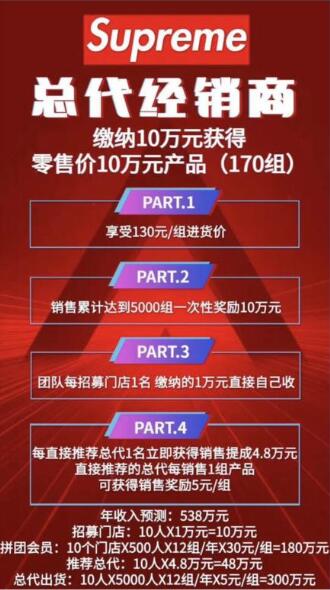 Supreme
总代经销商
缴纳10万元获得
零售价10万元产品（170组）
PART.1
享受130元/组进货价
PART.2
销售累计达到5000组一次性奖励10万元
PART.3
团队每招募门店1名 缴纳的1万元直接自己收
PART.4
每直接推荐总代1名立即获得销售提成4.8万元
直接推荐的总代每销售1组产品
可获得销售奖励5元/组
年收入预测：538万元
招募门店：10人X1万元=10万元
拼团会员：10个门店X500人X12组/年X30元/组=180万元
推荐总代：10人X4.8万元=48万元
总代出货：10人X5000人X12组/年X5元/组=300万元